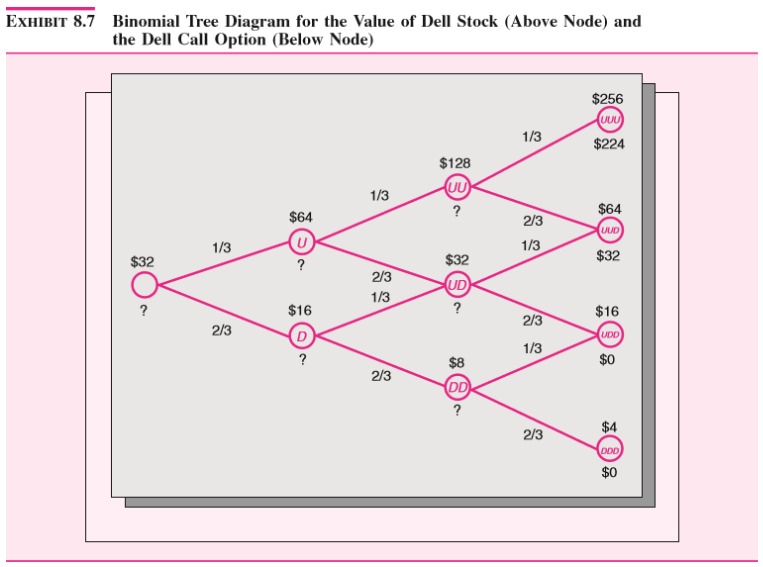 EXHIBIT 8.7 Binomial Tree Diagram for the Value of Dell Stock (Above Node) and
the Dell Call Option (Below Node)
$256
UUU
$224
1/3
$128
UU
?
1/3
2/3
$64
UUD
$32
$64
U
?
1/3
1/3
$32
?
2/3
1/3
$32
UD
?
2/3
$16
D
?
2/3
1/3
$16
UDD
$0
2/3
$8
DD
?
2/3
$4
DDD
$0